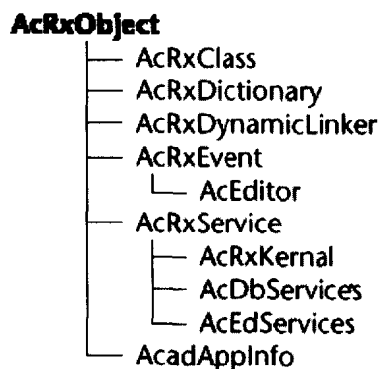 AcRxObject
AcRxClass
AcRxDictionary
AcRxDynamicLinker
AcRxEvent
AcEditor
AcRxService
AcRxKernal
AcDbServices
AcEdServices
AcadAppInfo